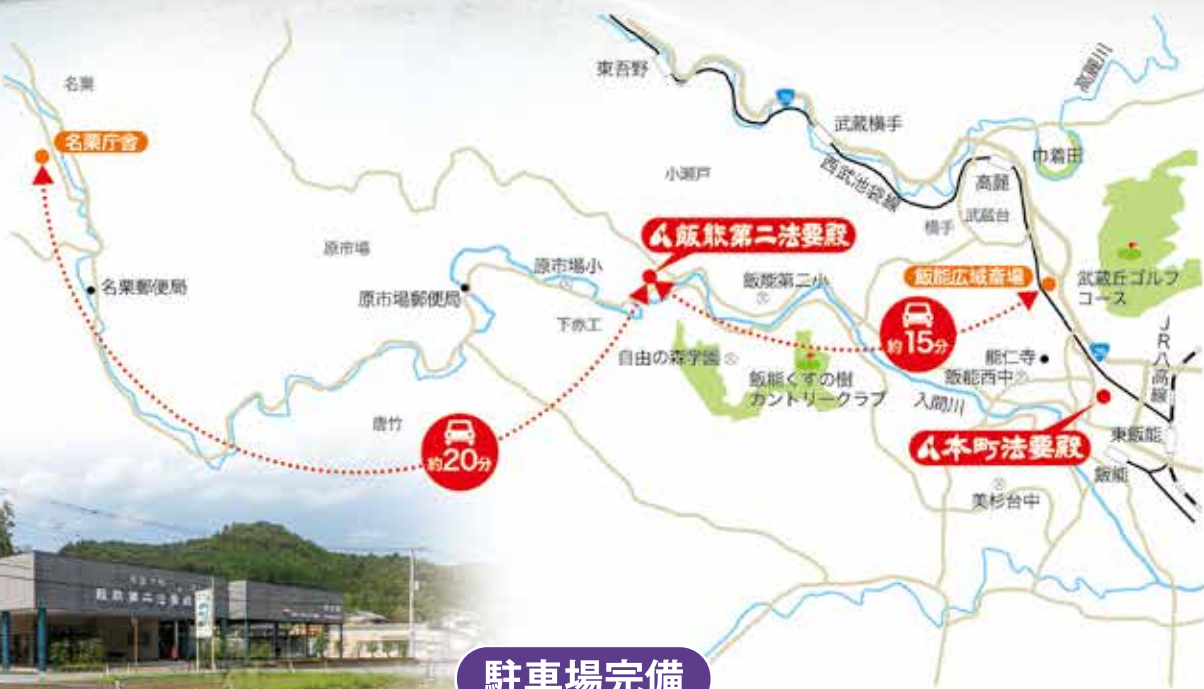 名栗
名栗庁舎
名栗郵便局
原市場
原市場郵便局
原市場小
下赤工
唐竹
約20分
東吾野
武蔵横手
西武池袋線
小瀬戸
飯能第二法要殿
飯能第二小
自由の森学園
飯能くすの樹
カントリークラブ
高麗川
巾着田
高麗
武蔵台
横手
飯能広域斎場
武蔵丘ゴルフ
コース
約15分
能仁寺
飯能西中
入間川
JR八高線
本町法要殿
東飯能
飯能
美杉台中
飯能第二法要殿
駐車場完備